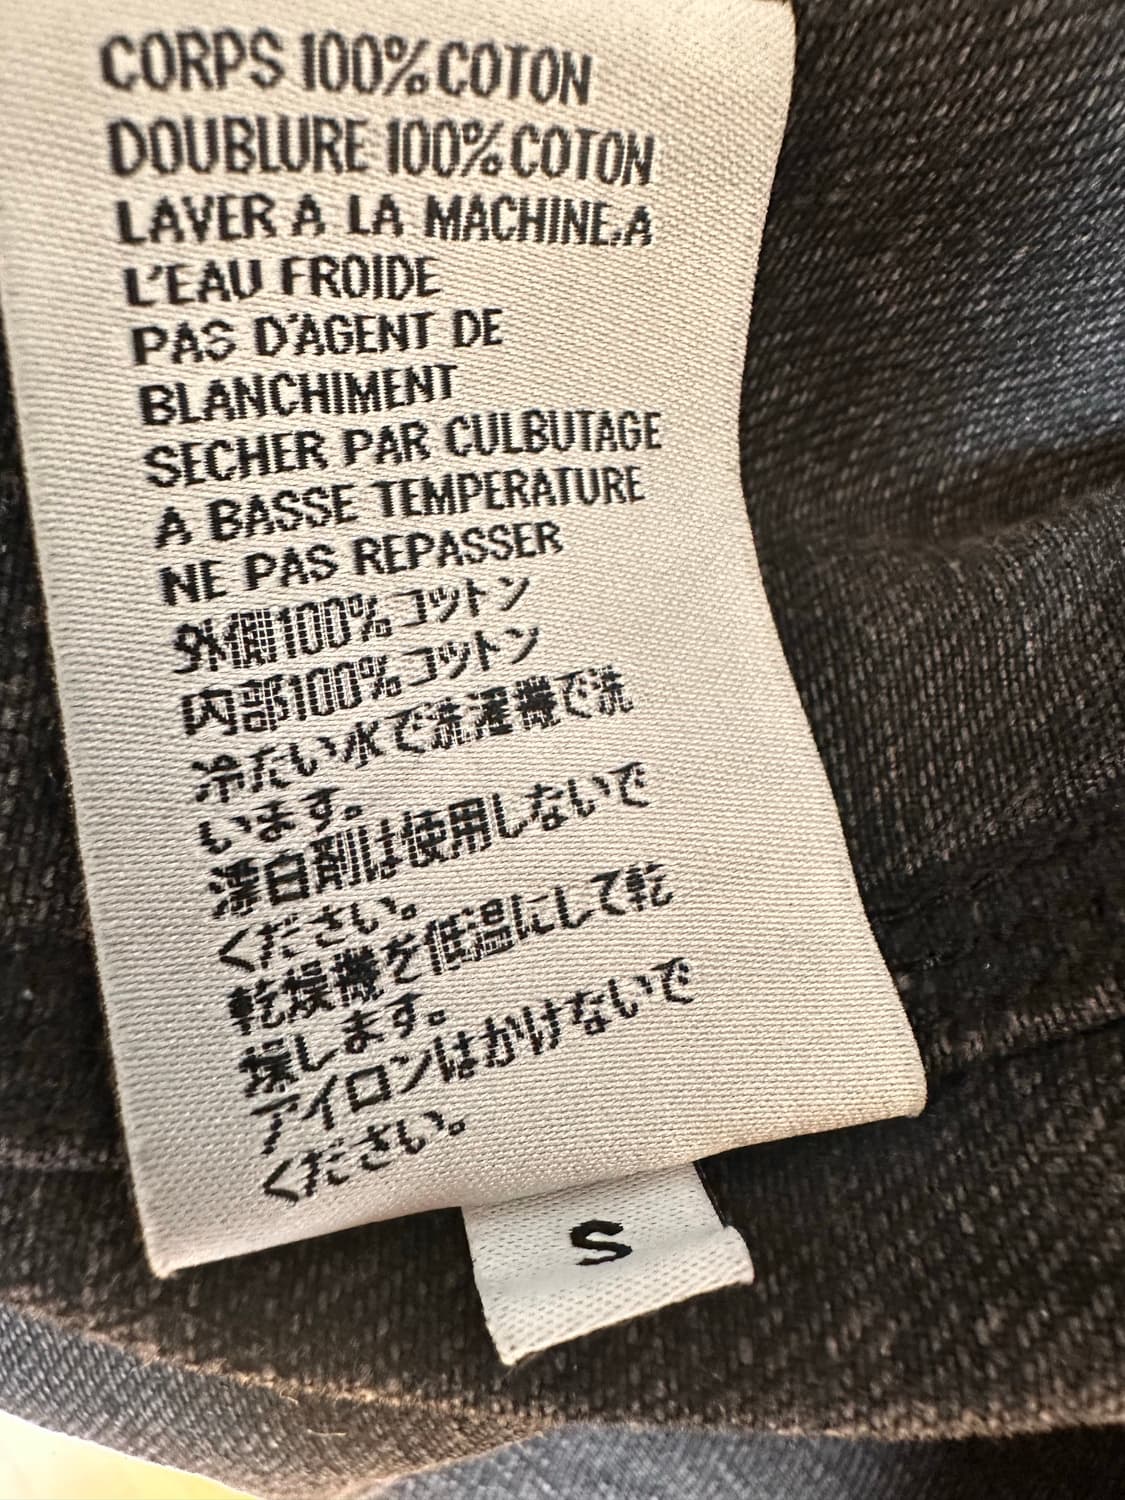 CORPS 100% COTON
DOUBLURE 100% COTON
LAVER A LA MACHINE,A
L'EAU FROIDE
PAS D'AGENT DE
BLANCHIMENT
SECHER PAR CULBUTAGE
A BASSE TEMPERATURE
NE PAS REPASSER
外側100%コットン
内部100%コットン
冷たい水で洗濯機で洗
います。
漂白剤は使用しないで
ください。
乾燥機を低温にして乾
燥します。
アイロンはかけないで
ください。
S